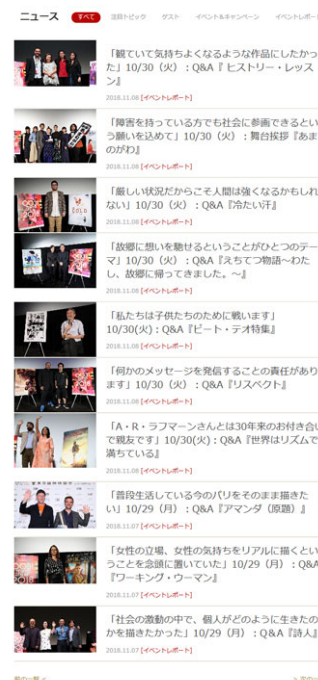 ニュース すべて 注目トピック ゲスト イベント&キャンペーン イベントレポート
「観ていて気持ちよくなるような作品にしたかっ
た」10/30（火）：Q&A『 ヒストリー・レッス
ン』
2018.11.08 [イベントレポート]
「障害を持っている方でも社会に参画できるとい
う願いを込めて」10/30（火）：舞台挨拶『あま
のがわ』
2018.11.08 [イベントレポート]
「厳しい状況だからこそ人間は強くなるかもしれ
ない」10/30（火）：Q&A『冷たい汗』
2018.11.08 [イベントレポート]
「故郷に想いを馳せるということがひとつのテー
マ」10/30（火）：Q&A『えちてつ物語～わた
し、故郷に帰ってきました。～』
2018.11.08 [イベントレポート]
「私たちは子供たちのために戦います」
10/30(火)：Q&A『ピート・テオ特集』
2018.11.08 [イベントレポート]
「何かのメッセージを発信することの責任があり
ます」10/30（火）：Q&A『リスペクト』
2018.11.08 [イベントレポート]
「A・R・ラフマーンさんとは30年来のお付き合い
で親友です」10/30(火)：Q&A『世界はリズムで
満ちている』
2018.11.08 [イベントレポート]
「普段生活している今のパリをそのまま描きた
い」10/29（月）：Q&A『アマンダ（原題）』
2018.11.07 [イベントレポート]
「女性の立場、女性の気持ちをリアルに描くとい
うことを念頭に置いていた」10/29（月）：Q&A
『ワーキング・ウーマン』
2018.11.07 [イベントレポート]
「社会の激動の中で、個人がどのように生きたの
かを描きたかった」10/29（月）：Q&A『詩人』
2018.11.07 [イベントレポート]